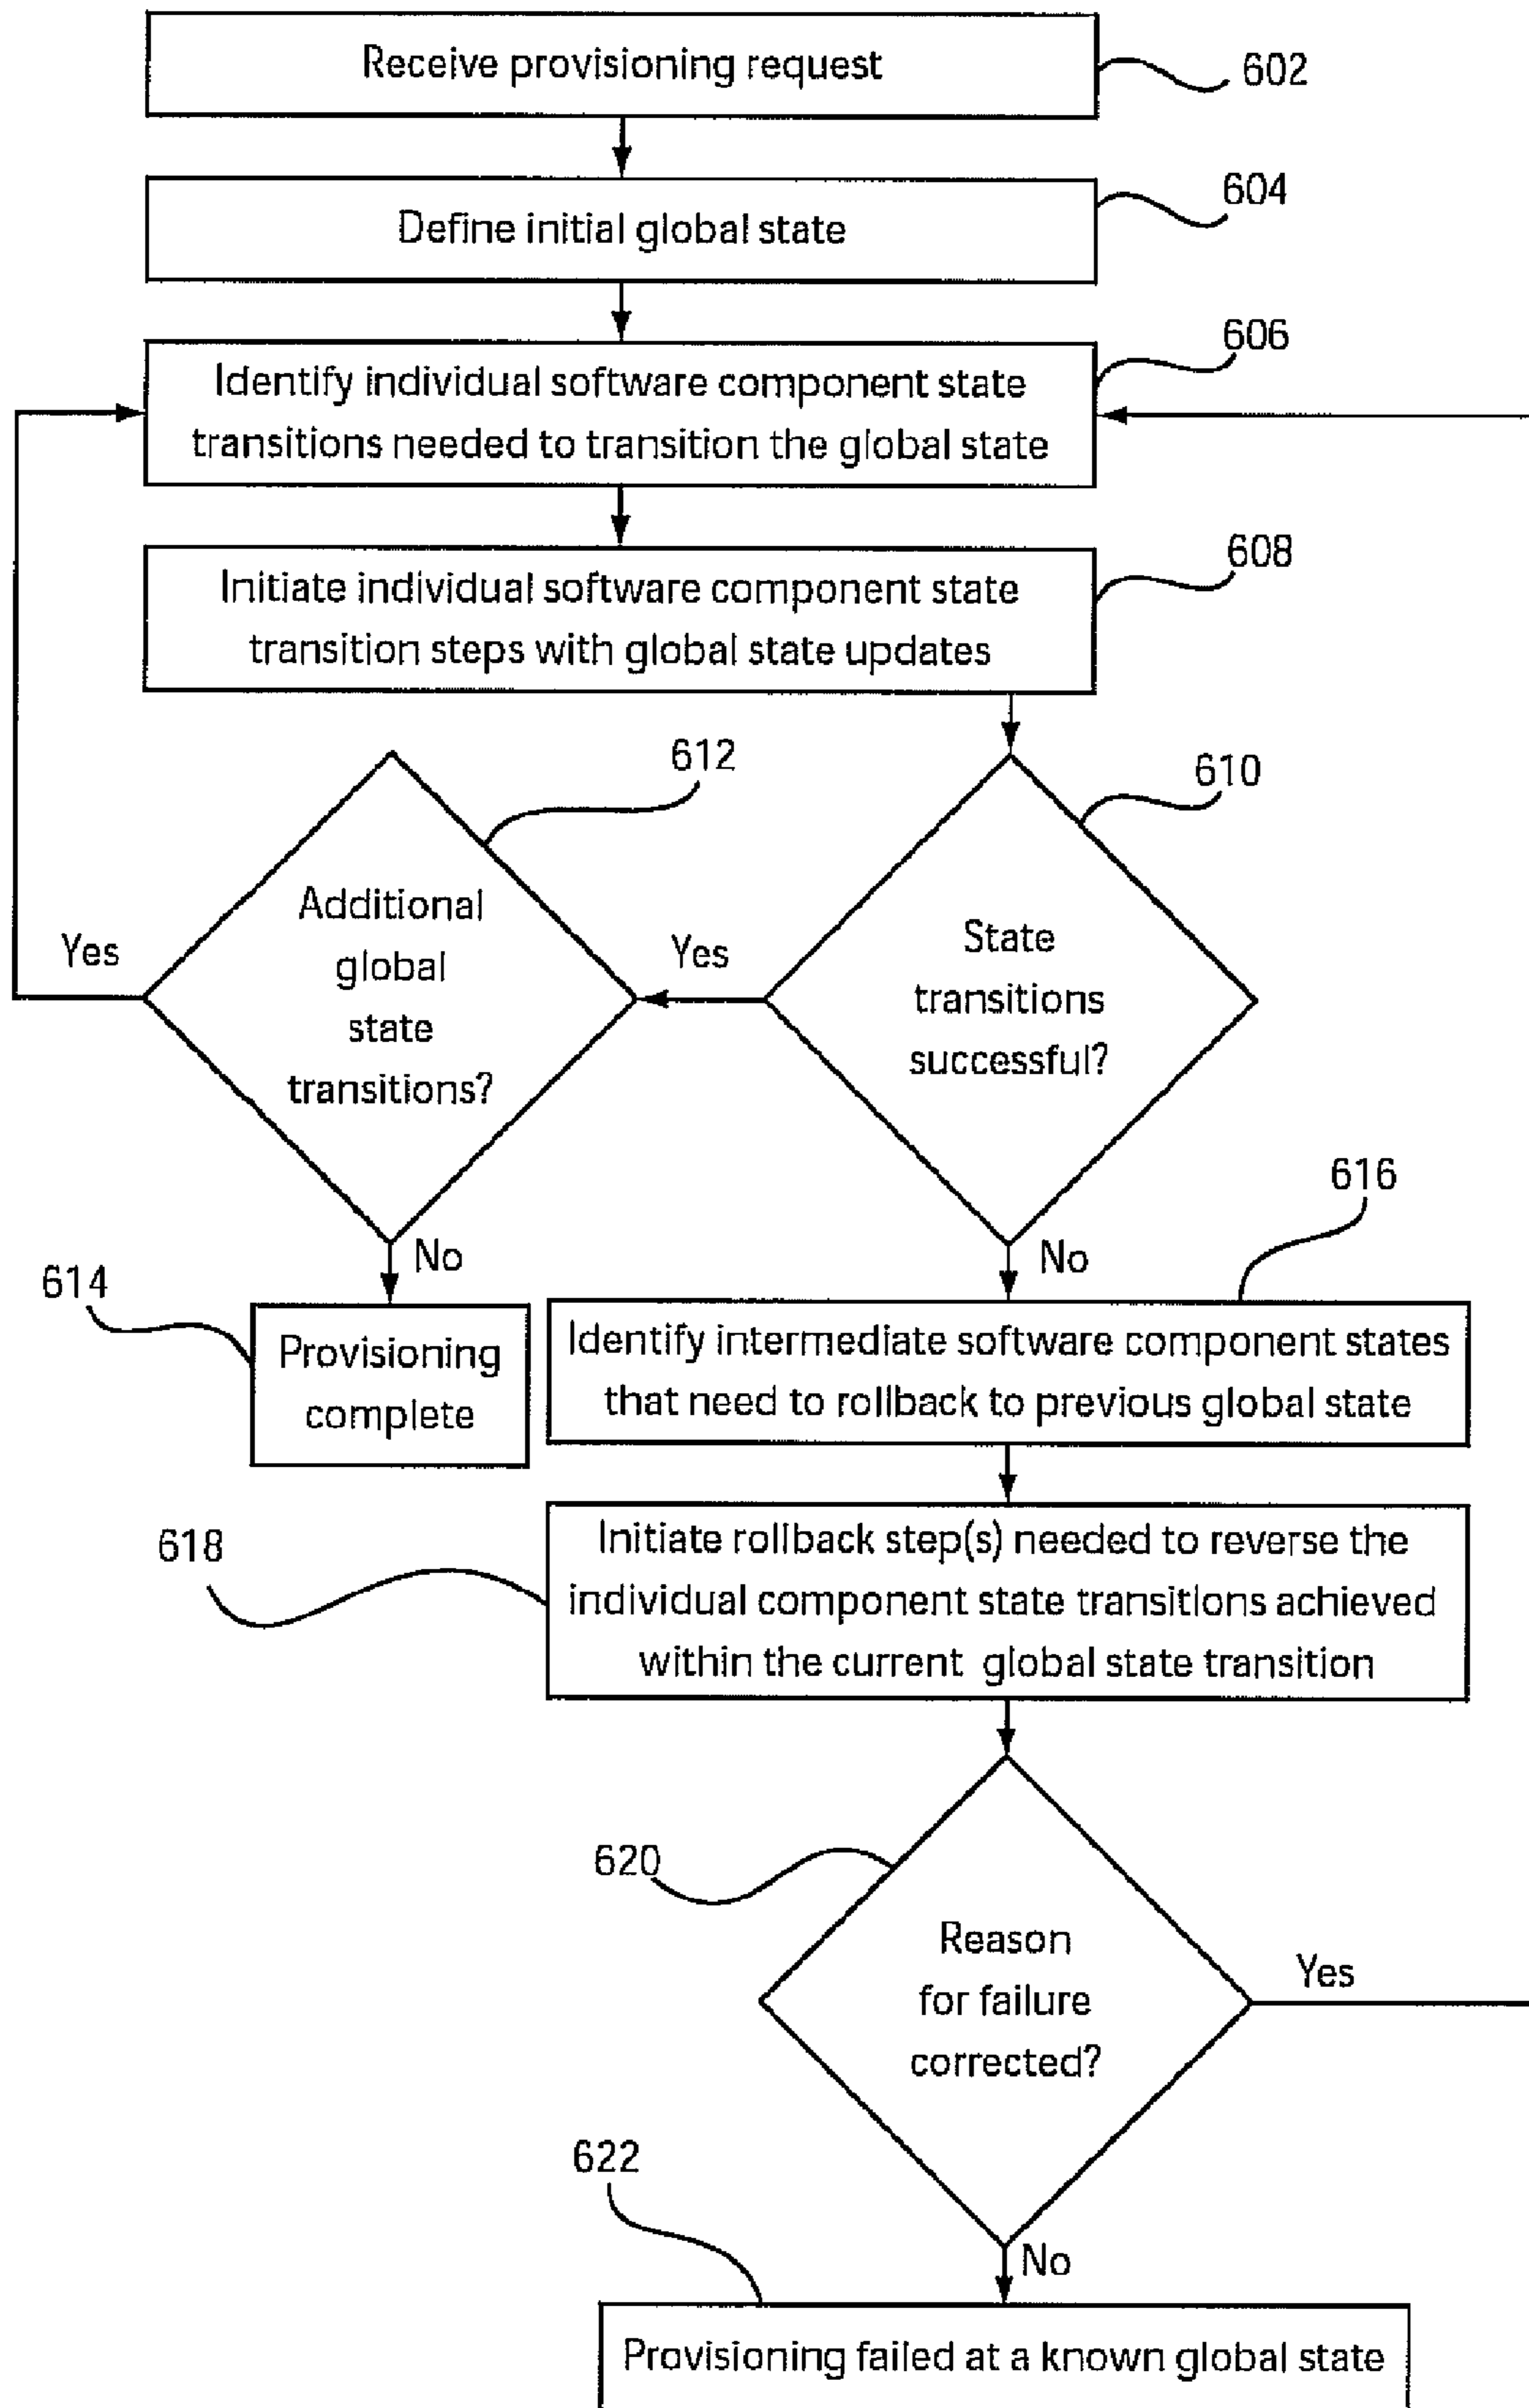 Receive provisioning request
602
Define initial global state
604
606
Identify individual software component state
transitions needed to transition the global state
608
Initiate individual software component state
transition steps with global state updates
612
610
Additional
global
state
transitions?
Yes
Yes
State
transitions
successful?
616
No
No
614
Provisioning
complete
Identify intermediate software component states
that need to rollback to previous global state
618
Initiate rollback step(s) needed to reverse the
individual component state transitions achieved
within the current global state transition
620
Reason
for failure
corrected?
Yes
622
No
Provisioning failed at a known global state